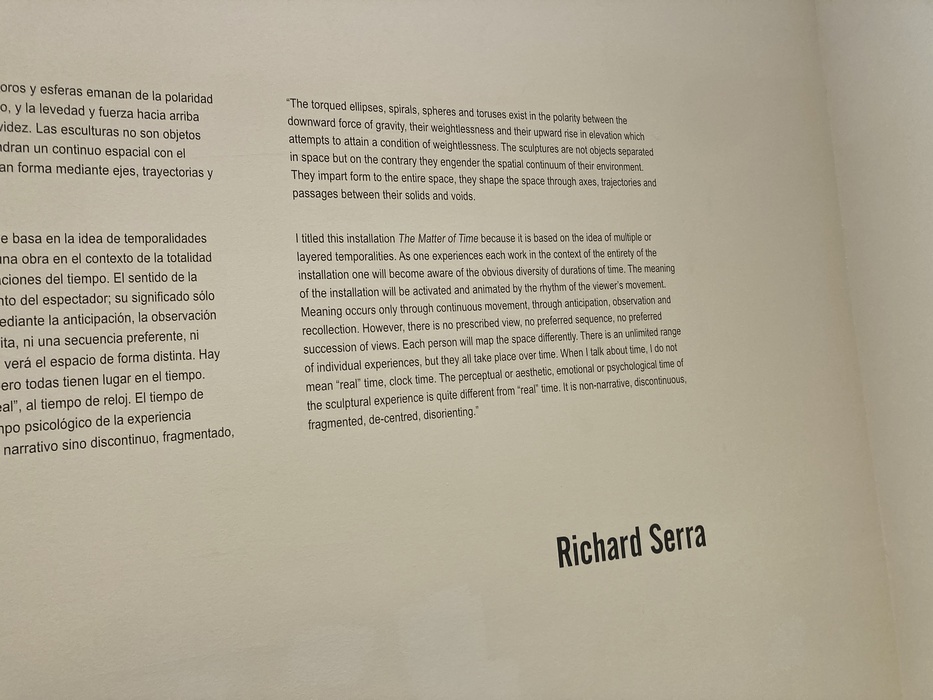 oros y esferas emanan de la polaridad
o, y la levedad y fuerza hacia arriba
videz. Las esculturas no son objetos
ndran un continuo espacial con el
an forma mediante ejes, trayectorias y
e basa en la idea de temporalidades
una obra en el contexto de la totalidad
aciones del tiempo. El sentido de la
nto del espectador; su significado sólo
ediante la anticipación, la observación
ita, ni una secuencia preferente, ni
verá el espacio de forma distinta. Hay
ero todas tienen lugar en el tiempo.
eal”, al tiempo de reloj. El tiempo de
mpo psicológico de la experiencia
narrativo sino discontinuo, fragmentado,
“The torqued ellipses, spirals, spheres and toruses exist in the polarity between the
downward force of gravity, their weightlessness and their upward rise in elevation which
attempts to attain a condition of weightlessness. The sculptures are not objects separated
in space but on the contrary they engender the spatial continuum of their environment.
They impart form to the entire space, they shape the space through axes, trajectories and
passages between their solids and voids.
I titled this installation The Matter of Time because it is based on the idea of multiple or
layered temporalities. As one experiences each work in the context of the entirety of the
installation one will become aware of the obvious diversity of durations of time. The meaning
of the installation will be activated and animated by the rhythm of the viewer’s movement.
Meaning occurs only through continuous movement, through anticipation, observation and
recollection. However, there is no prescribed view, no preferred sequence, no preferred
succession of views. Each person will map the space differently. There is an unlimited range
of individual experiences, but they all take place over time. When I talk about time, I do not
mean “real” time, clock time. The perceptual or aesthetic, emotional or psychological time of
the sculptural experience is quite different from “real” time. It is non-narrative, discontinuous,
fragmented, de-centred, disorienting.”
Richard Serra